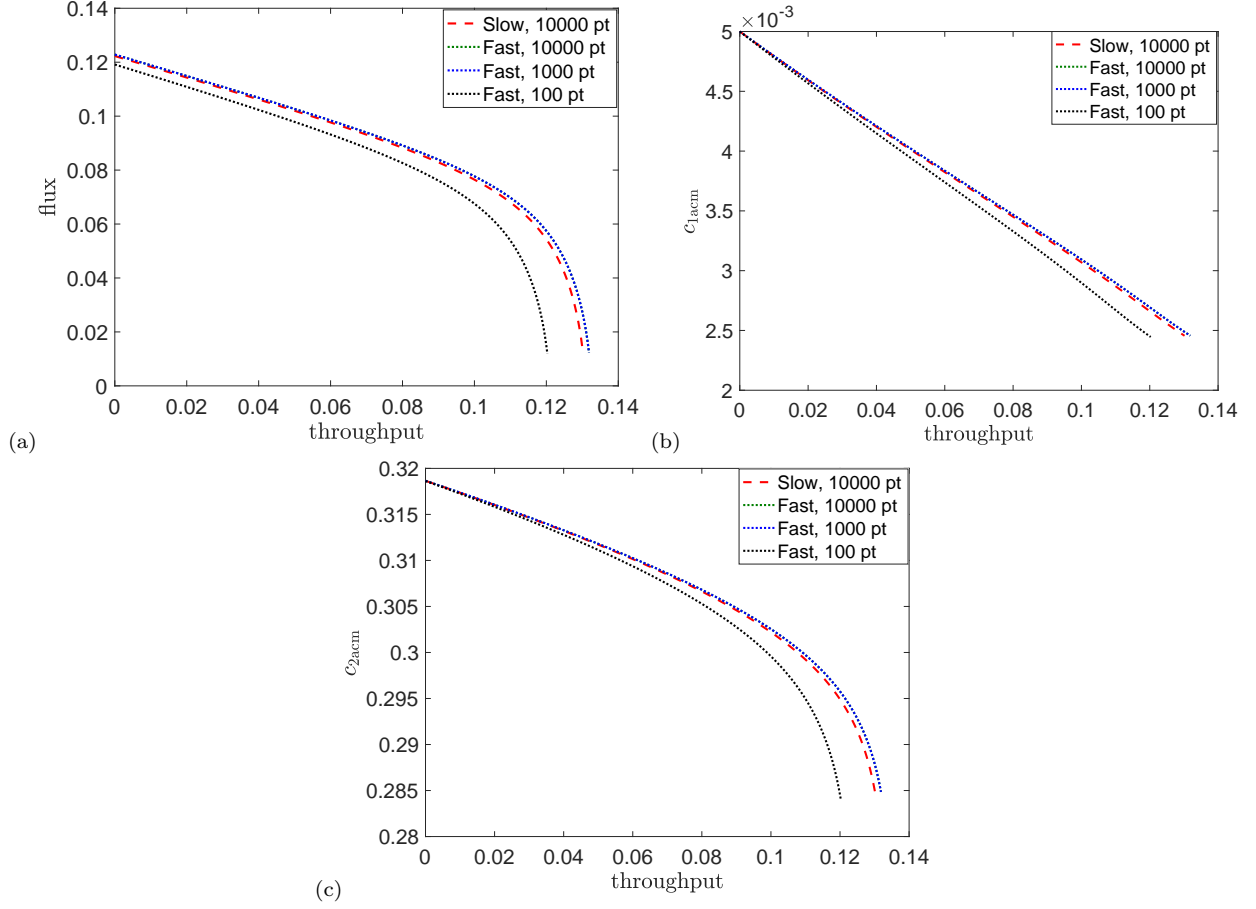 Slow, 10000 pt
Fast, 10000 pt
Fast, 1000 pt
Fast, 100 pt
0.14
0.12
0.1
0.08
0.06
0.04
0.02
0
flux
0 0.02 0.04 0.06 0.08 0.1 0.12 0.14
throughput
(a)
×10⁻³
Slow, 10000 pt
Fast, 10000 pt
Fast, 1000 pt
Fast, 100 pt
5
4.5
4
3.5
3
2.5
2
c₁acm
0 0.02 0.04 0.06 0.08 0.1 0.12 0.14
throughput
(b)
Slow, 10000 pt
Fast, 10000 pt
Fast, 1000 pt
Fast, 100 pt
0.32
0.315
0.31
0.305
0.3
0.295
0.29
0.285
0.28
c₂acm
0 0.02 0.04 0.06 0.08 0.1 0.12 0.14
throughput
(c)